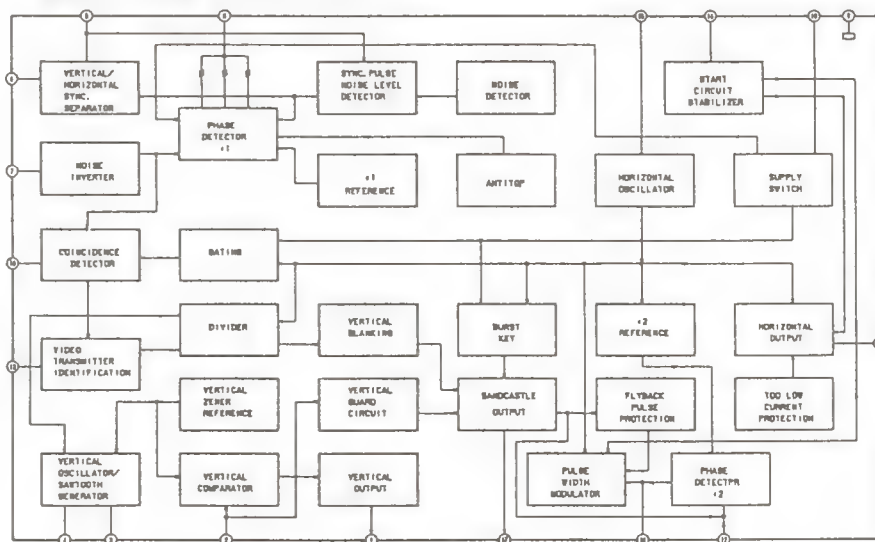 VERTICAL/
HORIZONTAL
SYNC.
SEPARATOR
SYNC. PULSE
NOISE LEVEL
DETECTOR
NOISE
DETECTOR
START
CIRCUIT
STABILIZER
PHASE
DETECTOR
NOISE
INVERTER
REFERENCE
ANTITOP
HORIZONTAL
OSCILLATOR
SUPPLY
SWITCH
COINCIDENCE
DETECTOR
GATING
DIVIDER
VERTICAL
BLANKING
BURST
KEY
REFERENCE
HORIZONTAL
OUTPUT
VIDEO
TRANSMITTER
IDENTIFICATION
VERTICAL
ZENER
REFERENCE
VERTICAL
GUARD
CIRCUIT
SANDCASTLE
OUTPUT
FLYBACK
PULSE
PROTECTION
TOO LOW
CURRENT
PROTECTION
VERTICAL
OSCILLATOR/
SAWTOOTH
GENERATOR
VERTICAL
COMPARATOR
VERTICAL
OUTPUT
PULSE
WIDTH
MODULATOR
PHASE
DETECTPR